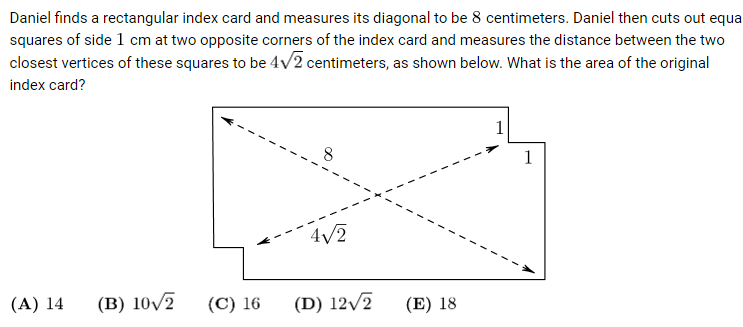 Daniel finds a rectangular index card and measures its diagonal to be 8 centimeters. Daniel then cuts out equa
squares of side 1 cm at two opposite corners of the index card and measures the distance between the two
closest vertices of these squares to be 4√2 centimeters, as shown below. What is the area of the original
index card?
1
8
1
4√2
(A) 14 (B) 10√2 (C) 16 (D) 12√2 (E) 18